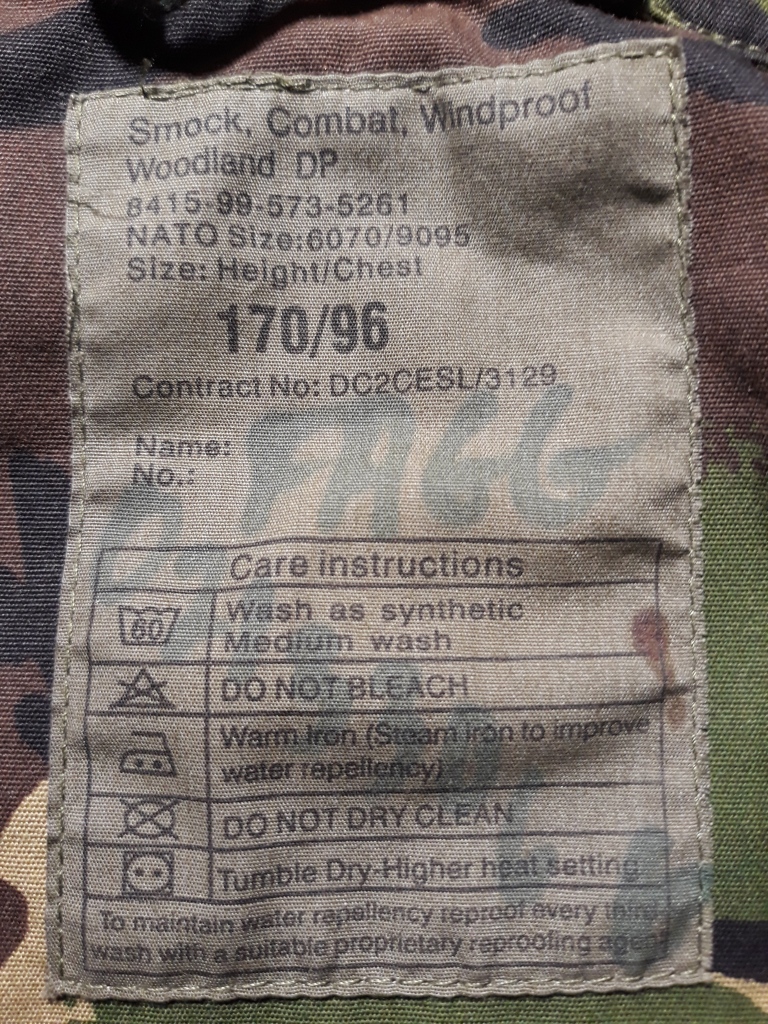 Smock, Combat, Windproof
Woodland DP
8415-99-573-5261
NATO Size:6070/9095
Size: Height/Chest
170/96
Contract No: DC2CESL/3129
Name:
No.:
FAGG
Care instructions
60
Wash as synthetic
Medium wash
DO NOT BLEACH
Warm Iron (Steam iron to improve
water repellency)
DO NOT DRY CLEAN
Tumble Dry-Higher heat setting
To maintain water repellency reproof every third
wash with a suitable proprietary reproofing agent